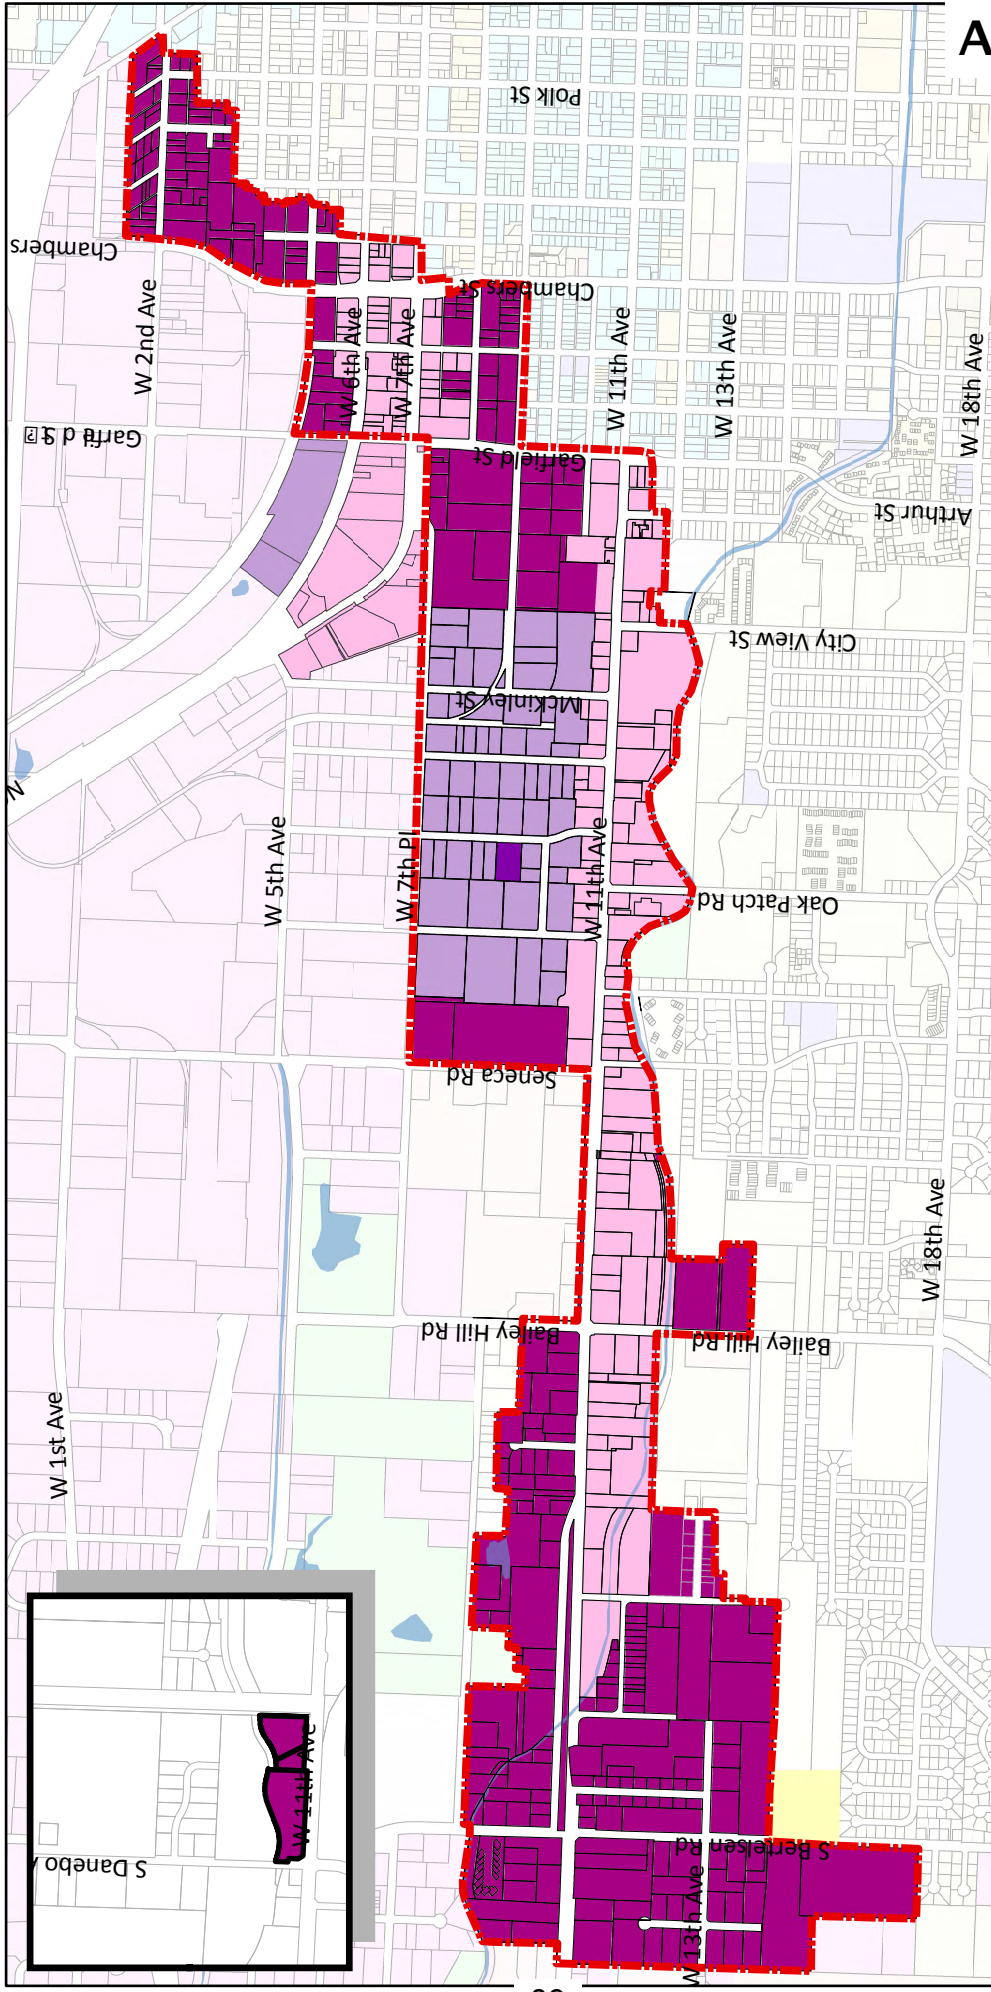 A
Polk St
Chambers
Chambers St
W 2nd Ave
W 6th Ave
W 7th Ave
W 11th Ave
W 13th Ave
W 18th Ave
Garfield St
Arthur St
City View St
McKinley St
W 5th Ave
W 7th Pl
W 11th Ave
Oak Patch Rd
Seneca Rd
W 18th Ave
Bailey Hill Rd
Bailey Hill Rd
W 1st Ave
W 11th Ave
S Danebo
S Bertelsen Rd
W 13th Ave